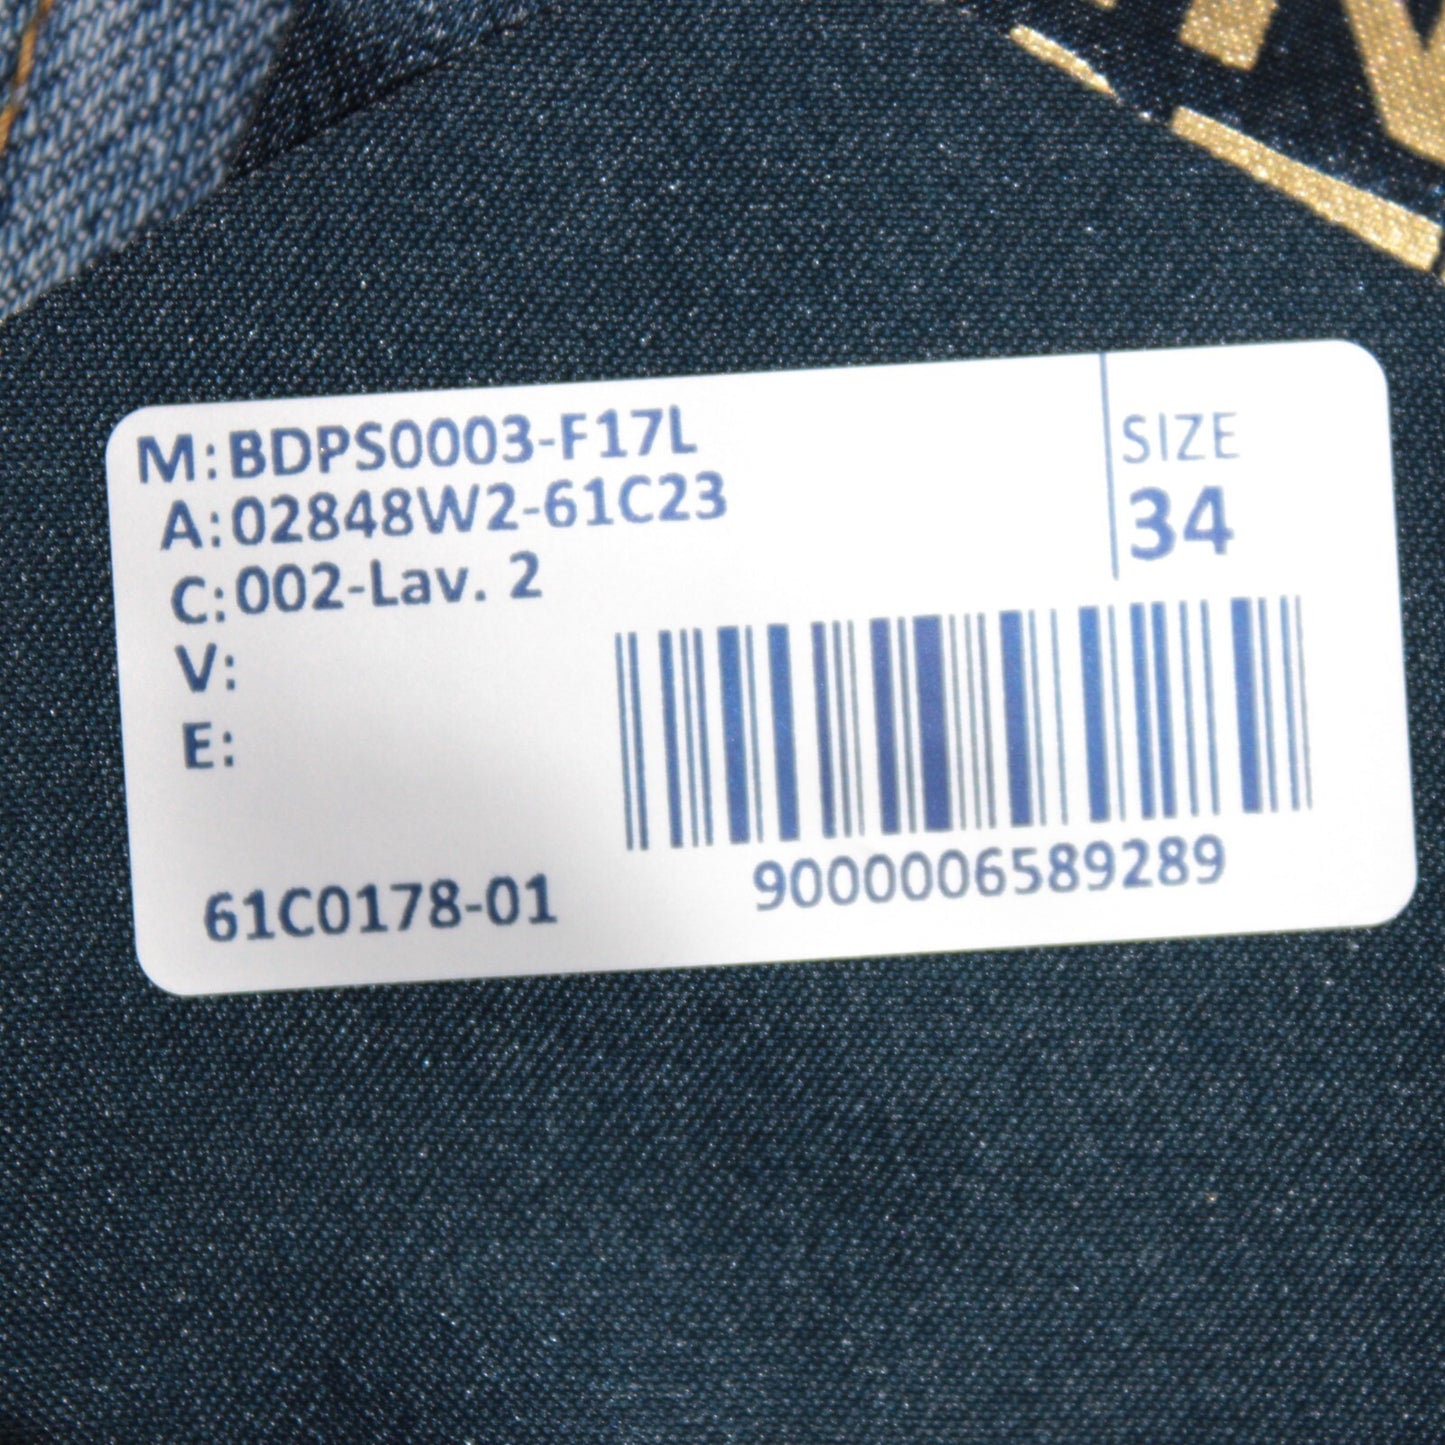 M:BDPS0003-F17L
A:02848W2-61C23
C:002-Lav. 2
V:
E:
SIZE
34
61C0178-01
9000006589289